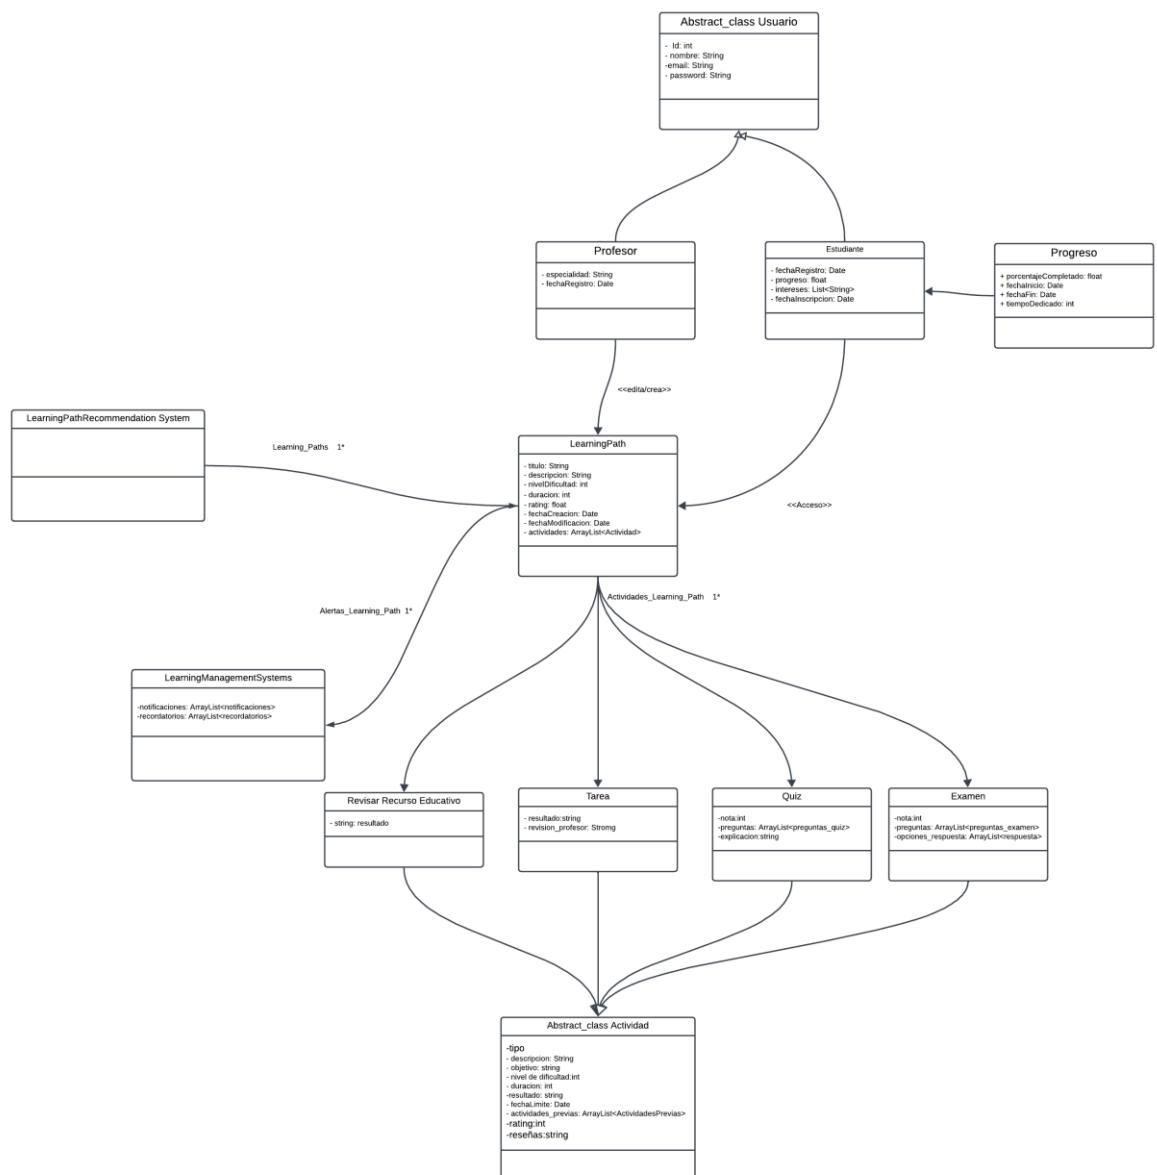 Abstract_class Usuario
- Id: int
- nombre: String
-email: String
- password: String
Profesor
- especialidad: String
- fechaRegistro: Date
Estudiante
- fechaRegistro: Date
- progreso: float
- intereses: List<String>
- fechaInscripcion: Date
Progreso
+ porcentajeCompletado: float
+ fechaInicio: Date
+ fechaFin: Date
+ tiempoDedicado: int
<<edita/crea>>
LearningPathRecommendation System
Learning_Paths 1*
LearningPath
- titulo: String
- descripcion: String
- nivelDificultad: int
- duracion: int
- rating: float
- fechaCreacion: Date
- fechaModificacion: Date
- actividades: ArrayList<Actividad>
<<Acceso>>
Alertas_Learning_Path 1*
Actividades_Learning_Path 1*
LearningManagementSystems
-notificaciones: ArrayList<notificaciones>
-recordatorios: ArrayList<recordatorios>
Revisar Recurso Educativo
- string: resultado
Tarea
- resultado:string
- revision_profesor: Stromg
Quiz
-nota:int
-preguntas: ArrayList<preguntas_quiz>
-explicacion:string
Examen
-nota:int
-preguntas: ArrayList<preguntas_examen>
-opciones_respuesta: ArrayList<respuesta>
Abstract_class Actividad
-tipo
- descripcion: String
- objetivo: string
- nivel de dificultad:int
- duracion: int
-resultado: string
- fechaLimite: Date
- actividades_previas: ArrayList<ActividadesPrevias>
-rating:int
-reseñas:string